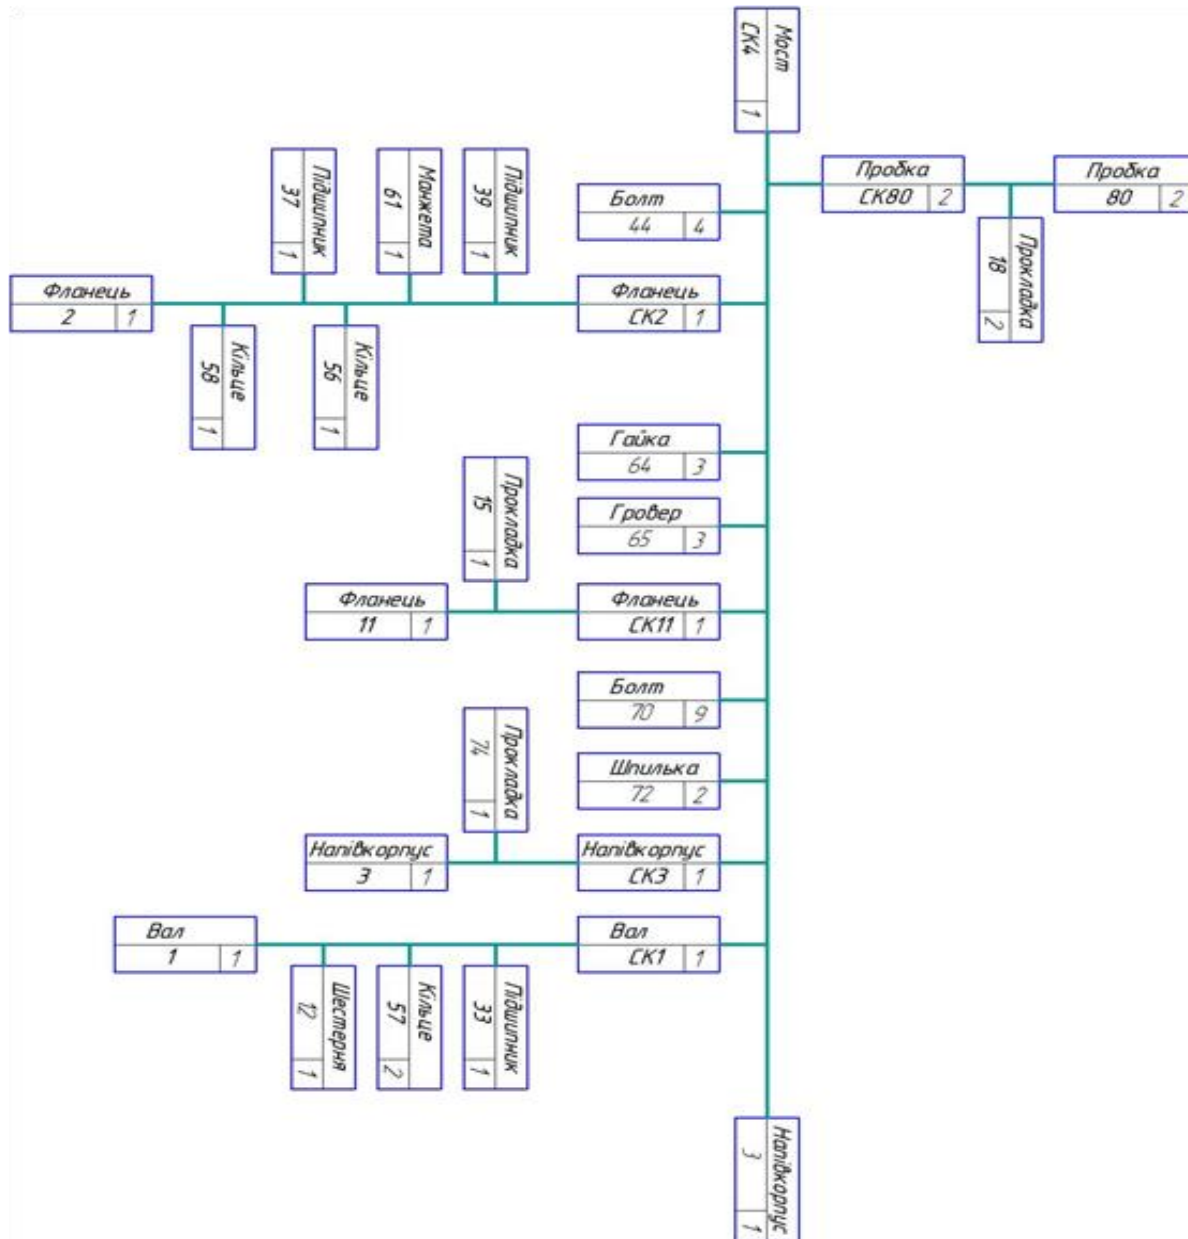 Мост
СК4 1
Пробка
СК80 2
Пробка
80 2
Прокладка
18 2
Підшипник
37 1
Манжета
61 1
Підшипник
39 1
Болт
44 4
Фланець
2 1
Фланець
СК2 1
Кільце
58 1
Кільце
56 1
Гайка
64 3
Прокладка
15 1
Гровер
65 3
Фланець
11 1
Фланець
СК11 1
Болт
70 9
Прокладка
74 1
Шпилька
72 2
Напівкорпус
3 1
Напівкорпус
СК3 1
Вал
1 1
Вал
СК1 1
Шестерня
12 1
Кільце
57 2
Підшипник
33 1
Напівкорпус
3 1